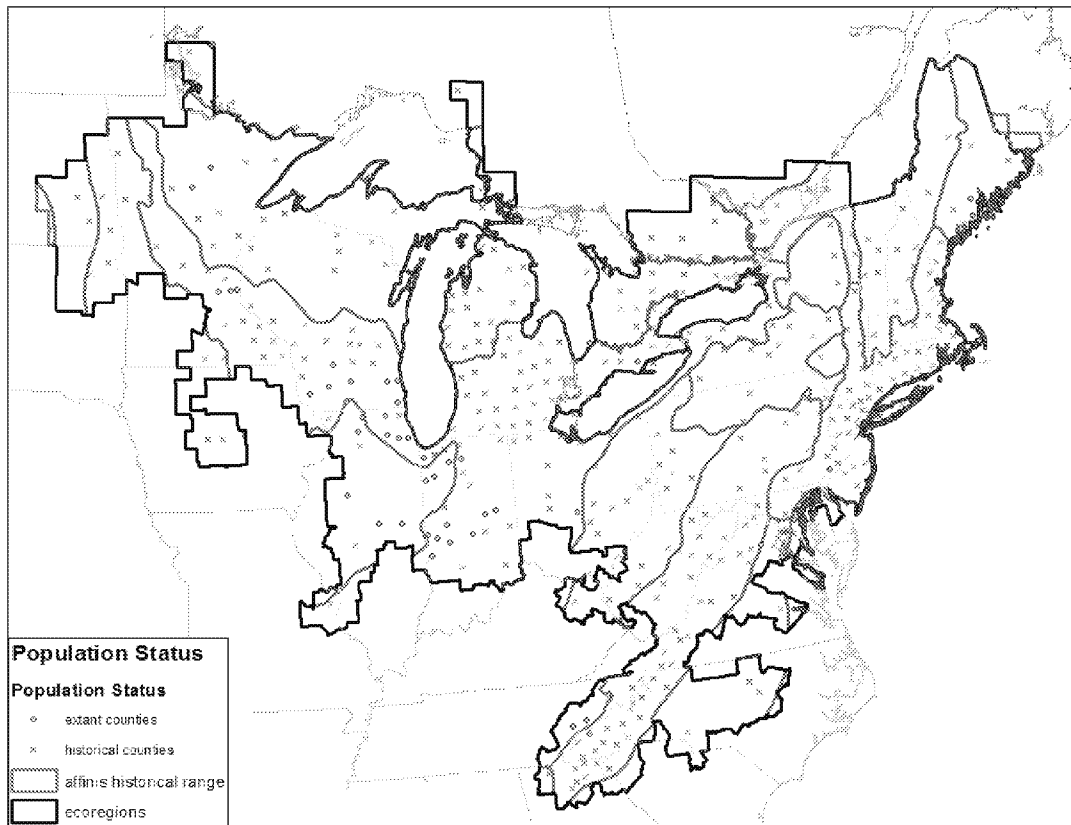 Population Status
Population Status
extant counties
historical counties
affinis historical range
ecoregions